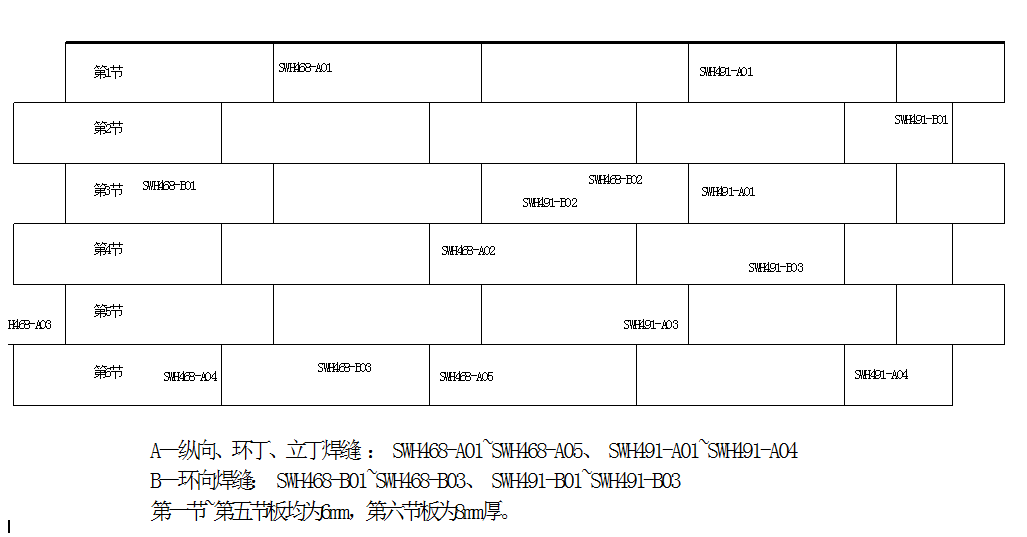 第1节 SWH468-A01 SWH491-A01
第2节 SWH491-B01
第3节 SWH468-B01 SWH468-B02 SWH491-A01
SWH491-B02
第4节 SWH468-A02
SWH491-B03
第5节
H468-A03 SWH491-A03
第6节 SWH468-A04 SWH468-B03 SWH468-A05 SWH491-A04
A—纵向、环丁、立丁焊缝： SWH468-A01~SWH468-A05、 SWH491-A01~SWH491-A04
B—环向焊缝： SWH468-B01~SWH468-B03、 SWH491-B01~SWH491-B03
第一节~第五节板均为6mm，第六节板为8mm厚。